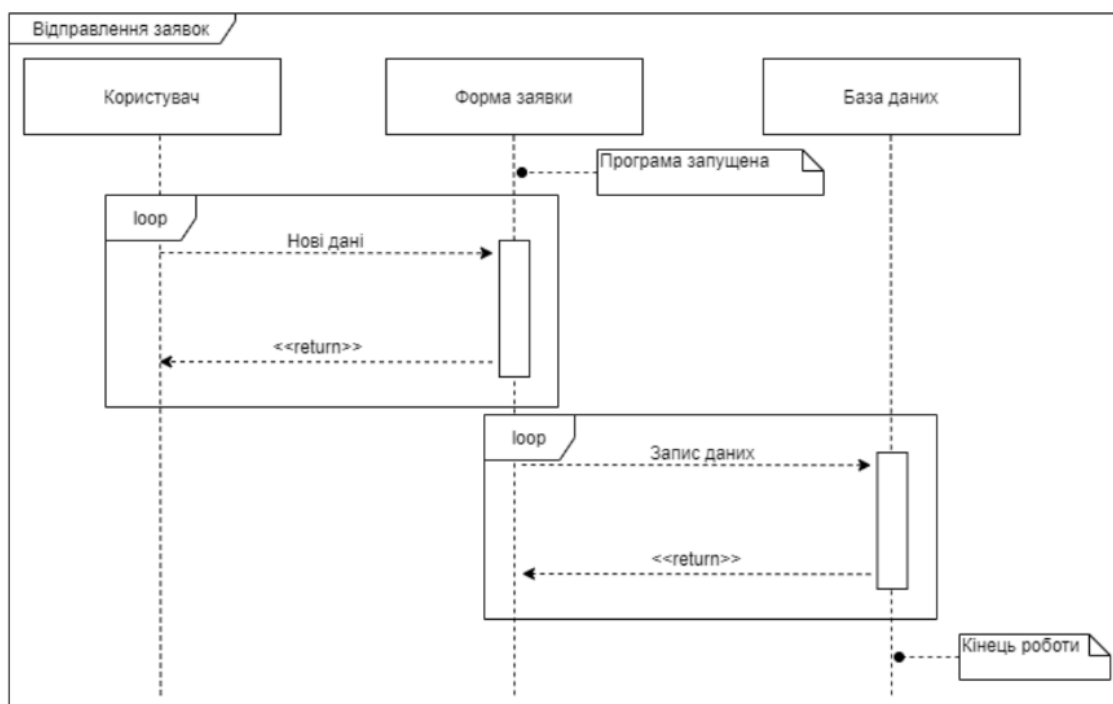 Відправлення заявок
Користувач
Форма заявки
База даних
Програма запущена
loop
Нові дані
<<return>>
loop
Запис даних
<<return>>
Кінець роботи